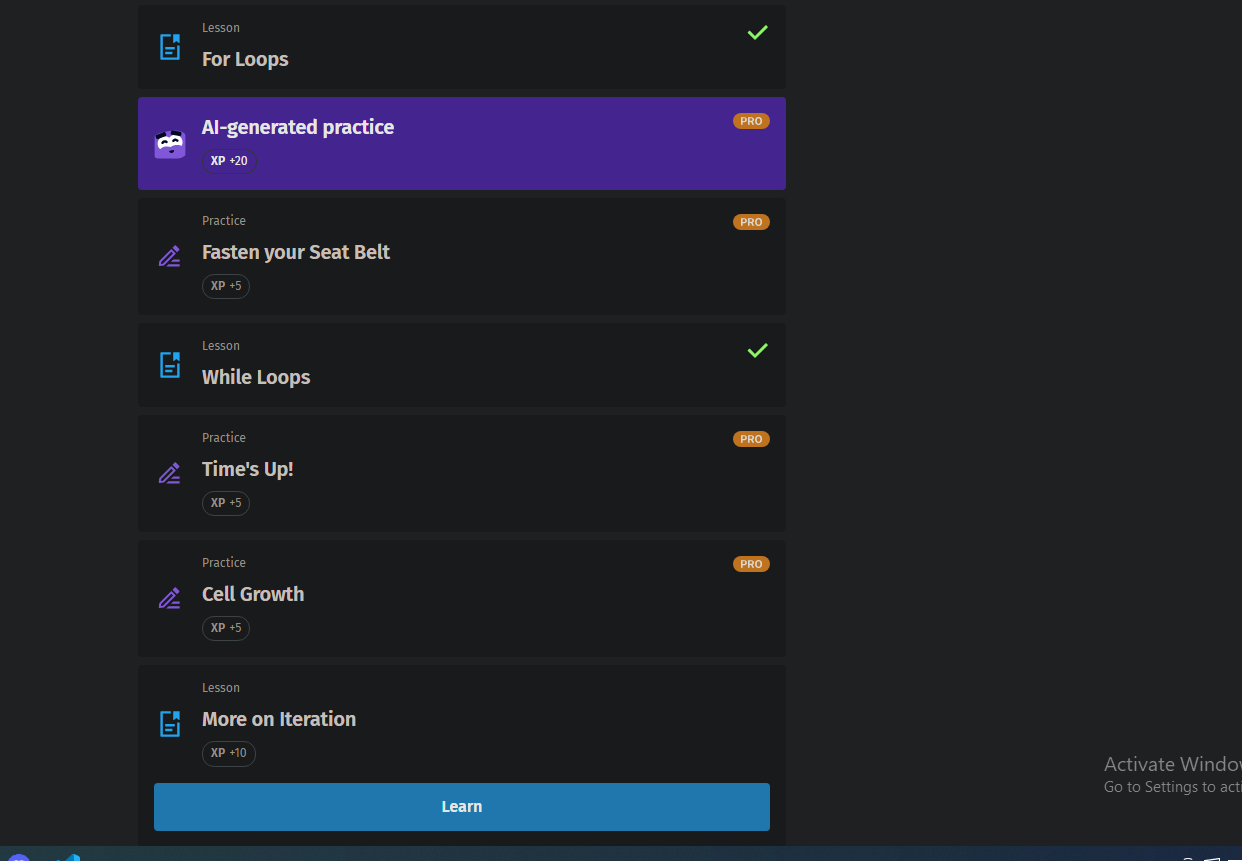 Lesson
For Loops
AI-generated practice
PRO
XP +20
Practice
PRO
Fasten your Seat Belt
XP +5
Lesson
While Loops
Practice
PRO
Time's Up!
XP +5
Practice
PRO
Cell Growth
XP +5
Lesson
More on Iteration
XP +10
Learn
Activate Windo
Go to Settings to acti